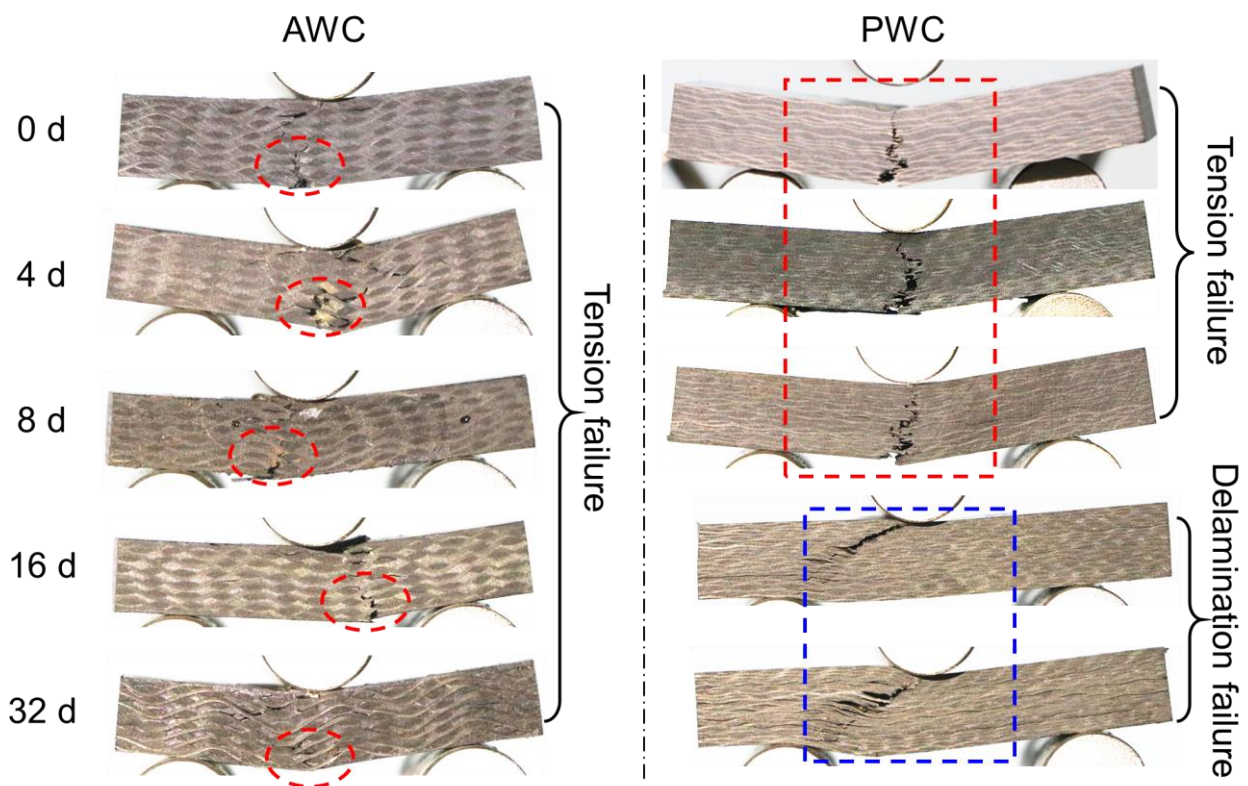 AWC
PWC
0 d
4 d
8 d
16 d
32 d
Tension failure
Tension failure
Delamination failure